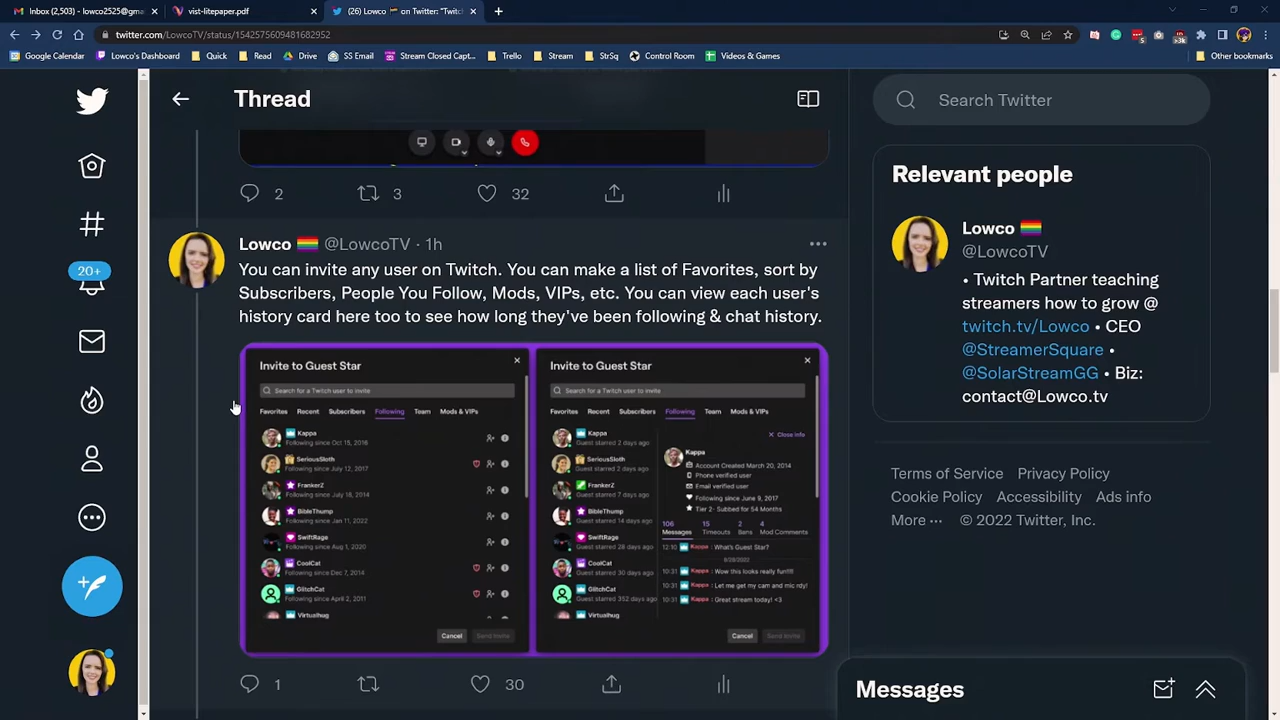 Inbox (2,503) - lowco2525@gmai
vist-litepaper.pdf
(26) Lowco on Twitter: "Twitch
twitter.com/LowcoTV/status/1542575609481682952
Google Calendar
Lowco's Dashboard
Quick
Road
Drive
SS Email
Stream Closed Capt...
Trello
Stream
StrSq
Control Room
Videos & Games
Other bookmarks
Thread
Search Twitter
2
3
32
Relevant people
Lowco
@LowcoTV
• Twitch Partner teaching
streamers how to grow @
twitch.tv/Lowco • CEO
@StreamerSquare •
@SolarStreamGG • Biz:
contact@Lowco.tv
Terms of Service Privacy Policy
Cookie Policy Accessibility Ads info
More ··· © 2022 Twitter, Inc.
20+
Lowco @LowcoTV · 1h
You can invite any user on Twitch. You can make a list of Favorites, sort by
Subscribers, People You Follow, Mods, VIPs, etc. You can view each user's
history card here too to see how long they've been following & chat history.
Invite to Guest Star
Search for a Twitch user to invite
Favorites Recent Subscribers Following Team Mods & VIPs
Kappa
Following since Oct 15, 2016
SeriousSloth
Following since July 12, 2017
FrankerZ
Following since July 18, 2014
BibleThump
Following since Jan 11, 2022
SwiftRage
Following since Aug 1, 2020
CoolCat
Following since Dec 7, 2014
GlitchCat
Following since April 2, 2011
Virtualhug
Cancel Send Invite
Invite to Guest Star
Search for a Twitch user to invite
Favorites Recent Subscribers Following Team Mods & VIPs
Kappa
Guest starred 2 days ago
SeriousSloth
Guest starred 2 days ago
FrankerZ
Guest starred 7 days ago
BibleThump
Guest starred 14 days ago
SwiftRage
Guest starred 28 days ago
CoolCat
Guest starred 30 days ago
GlitchCat
Guest starred 352 days ago
Virtualhug
Close info
Kappa
Account Created March 20, 2014
Phone verified user
Email verified user
Following since June 9, 2017
Tier 2- Subbed for 54 Months
106 15 2 4
Messages Timeouts Bans Mod Comments
12:10 Kappa: What's Guest Star?
6/28/2022
10:31 Kappa: Wow this looks really fun!!!!
10:31 Kappa: Let me get my cam and mic rdy!
10:31 Kappa: Great stream today! <3
Cancel Send Invite
1
30
Messages